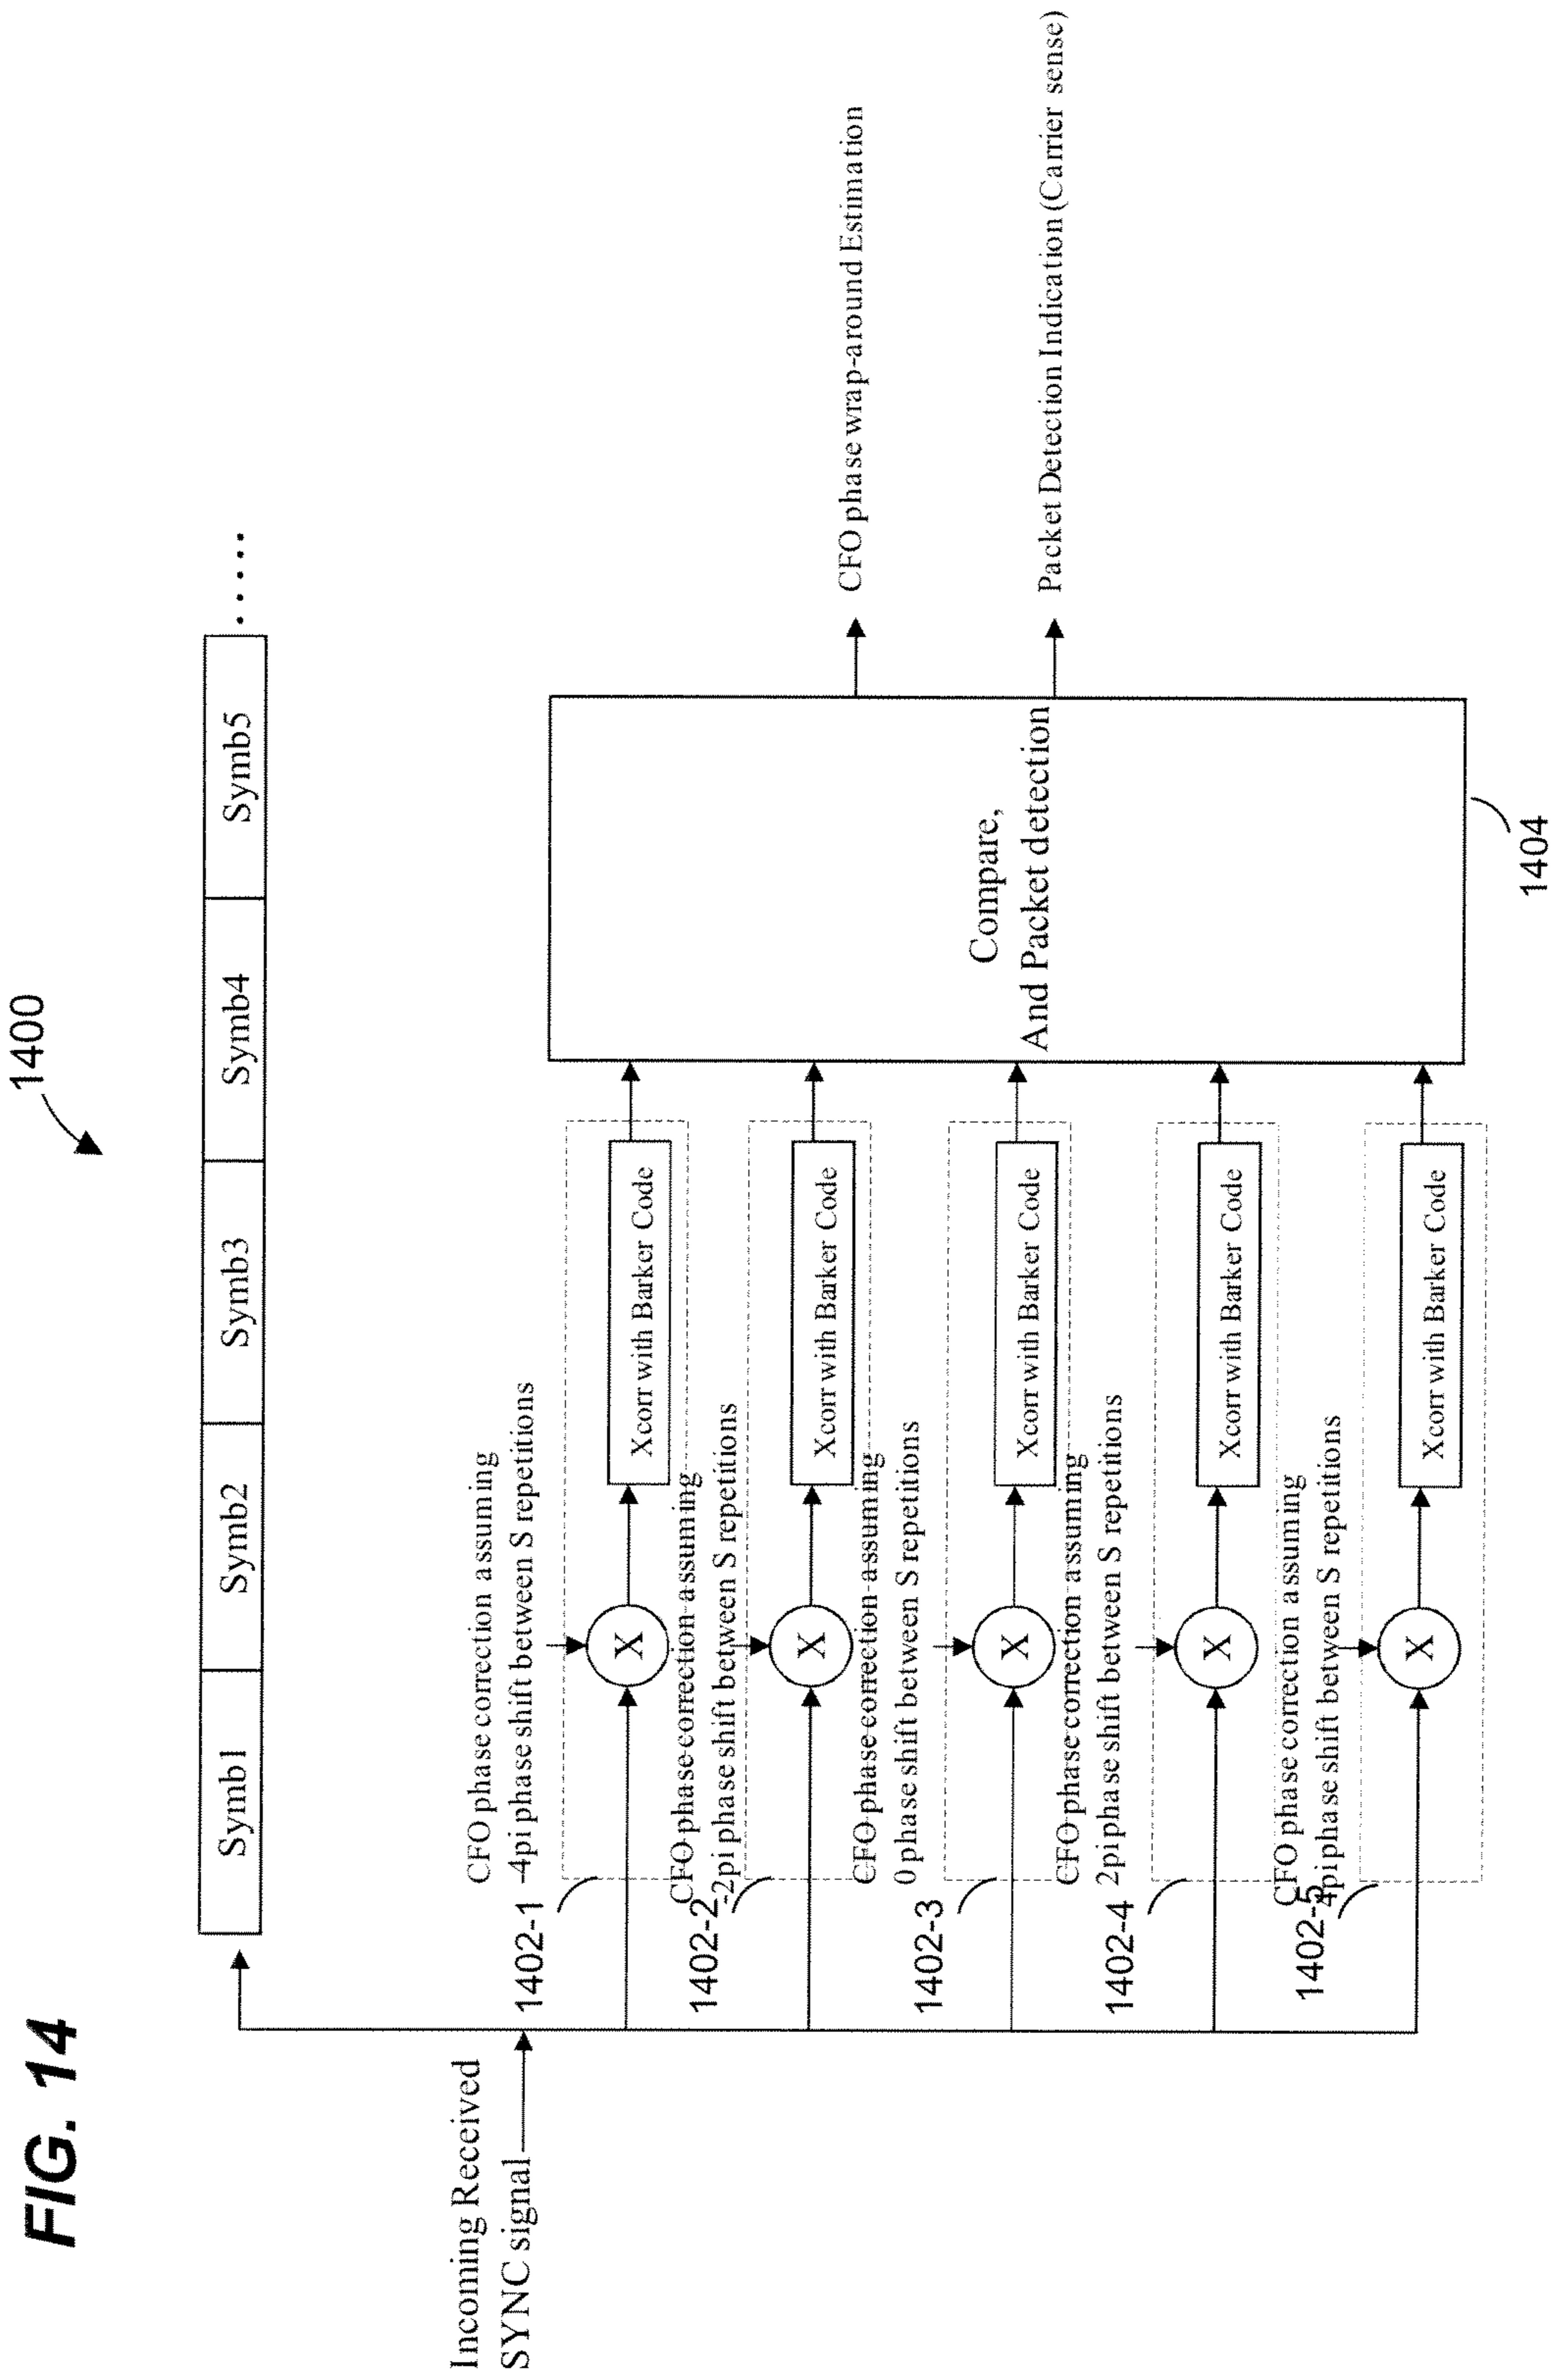 FIG. 14
1400
Symb1
Symb2
Symb3
Symb4
Symb5
.....
Incoming Received
SYNC signal
CFO phase correction assuming
-4pi phase shift between S repetitions
1402-1
X
Xcorr with Barker Code
CFO phase correction assuming
-2pi phase shift between S repetitions
1402-2
X
Xcorr with Barker Code
CFO phase correction assuming
0 phase shift between S repetitions
1402-3
X
Xcorr with Barker Code
CFO phase correction assuming
2pi phase shift between S repetitions
1402-4
X
Xcorr with Barker Code
CFO phase correction assuming
4pi phase shift between S repetitions
1402-5
X
Xcorr with Barker Code
Compare,
And Packet detection
1404
CFO phase wrap-around Estimation
Packet Detection Indication (Carrier sense)